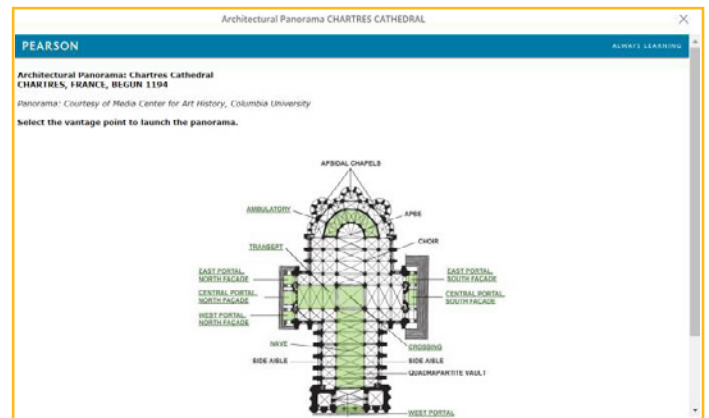 Architectural Panorama CHARTRES CATHEDRAL
PEARSON
ALWAYS LEARNING
Architectural Panorama: Chartres Cathedral
CHARTRES, FRANCE, BEGUN 1194
Panorama: Courtesy of Media Center for Art History, Columbia University
Select the vantage point to launch the panorama.
APSIDAL CHAPELS
AMBULATORY
APSE
CHOIR
TRANSEPT
EAST PORTAL,
NORTH FACADE
EAST PORTAL,
SOUTH FACADE
CENTRAL PORTAL,
NORTH FACADE
CENTRAL PORTAL,
SOUTH FACADE
WEST PORTAL,
NORTH FACADE
NAVE
CROSSING
SIDE AISLE
SIDE AISLE
QUADRAPARTITE VAULT
WEST PORTAL